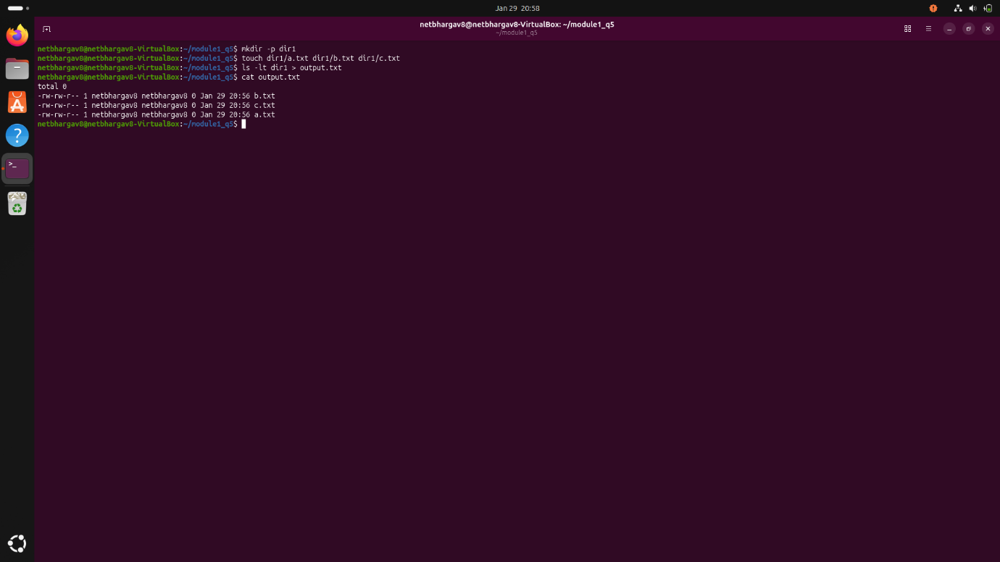 Jan 29 20:58
netbhargav8@netbhargav8-VirtualBox: ~/module1_q5
~/module1_q5
netbhargav8@netbhargav8-VirtualBox:~/module1_q5$ mkdir -p dir1
netbhargav8@netbhargav8-VirtualBox:~/module1_q5$ touch dir1/a.txt dir1/b.txt dir1/c.txt
netbhargav8@netbhargav8-VirtualBox:~/module1_q5$ ls -lt dir1 > output.txt
netbhargav8@netbhargav8-VirtualBox:~/module1_q5$ cat output.txt
total 0
-rw-rw-r-- 1 netbhargav8 netbhargav8 0 Jan 29 20:56 b.txt
-rw-rw-r-- 1 netbhargav8 netbhargav8 0 Jan 29 20:56 c.txt
-rw-rw-r-- 1 netbhargav8 netbhargav8 0 Jan 29 20:56 a.txt
netbhargav8@netbhargav8-VirtualBox:~/module1_q5$